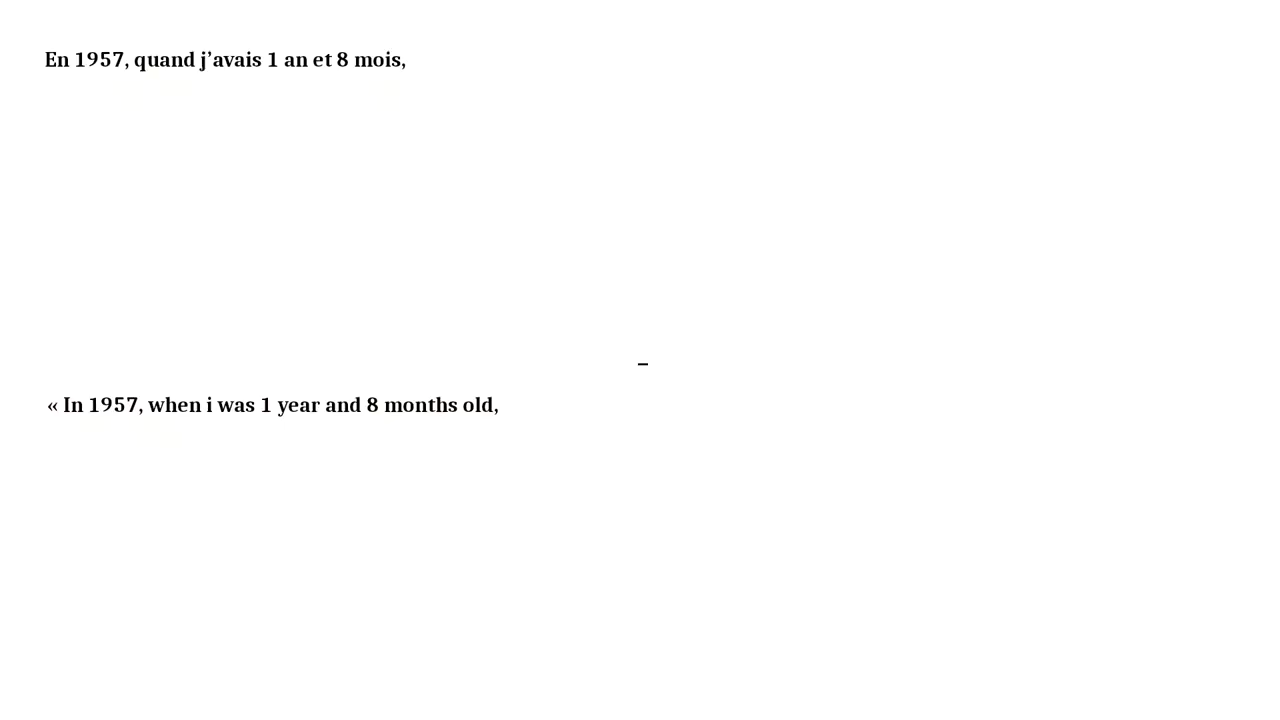 En 1957, quand j’avais 1 an et 8 mois,
–
« In 1957, when i was 1 year and 8 months old,